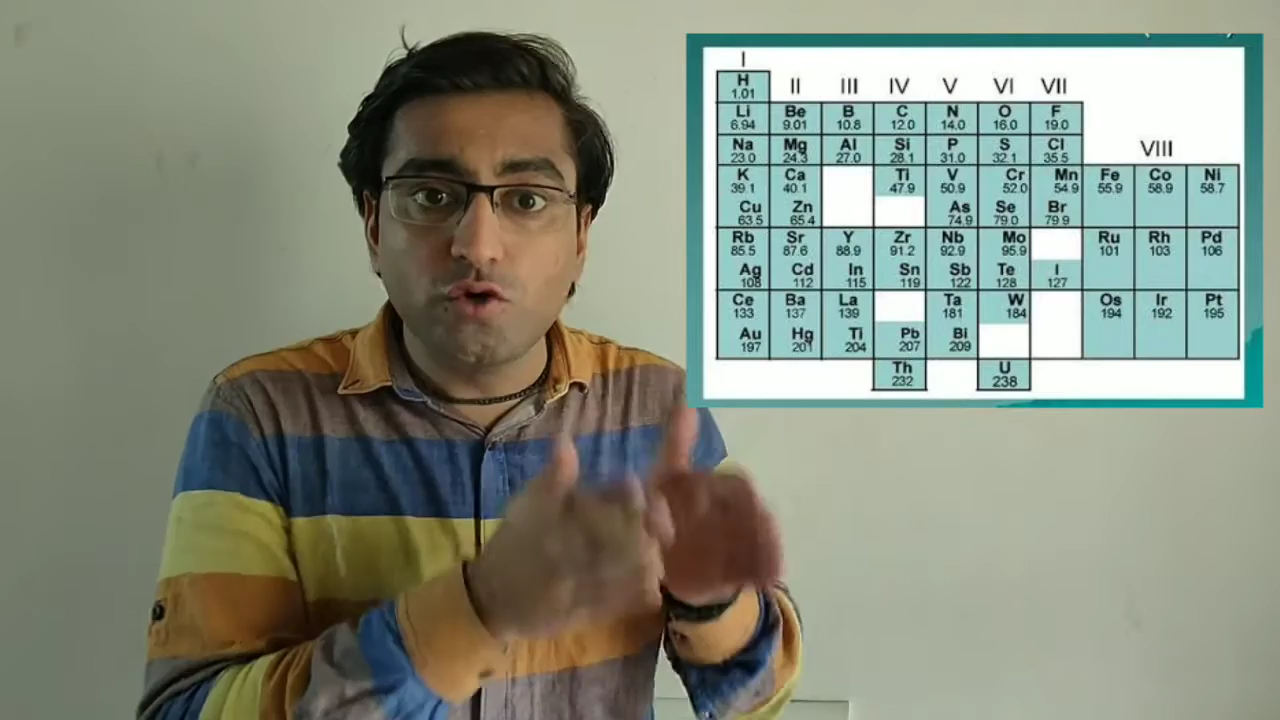 I
H II III IV V VI VII
1.01
Li Be B C N O F
6.94 9.01 10.8 12.0 14.0 16.0 19.0
Na Mg Al Si P S Cl VIII
23.0 24.3 27.0 28.1 31.0 32.1 35.5
K Ca Ti V Cr Mn Fe Co Ni
39.1 40.1 47.9 50.9 52.0 54.9 55.9 58.9 58.7
Cu Zn As Se Br
63.5 65.4 74.9 79.0 79.9
Rb Sr Y Zr Nb Mo Ru Rh Pd
85.5 87.6 88.9 91.2 92.9 95.9 101 103 106
Ag Cd In Sn Sb Te I
108 112 115 119 122 128 127
Ce Ba La Ta W Os Ir Pt
133 137 139 181 184 194 192 195
Au Hg Ti Pb Bi
197 201 204 207 209
Th U
232 238